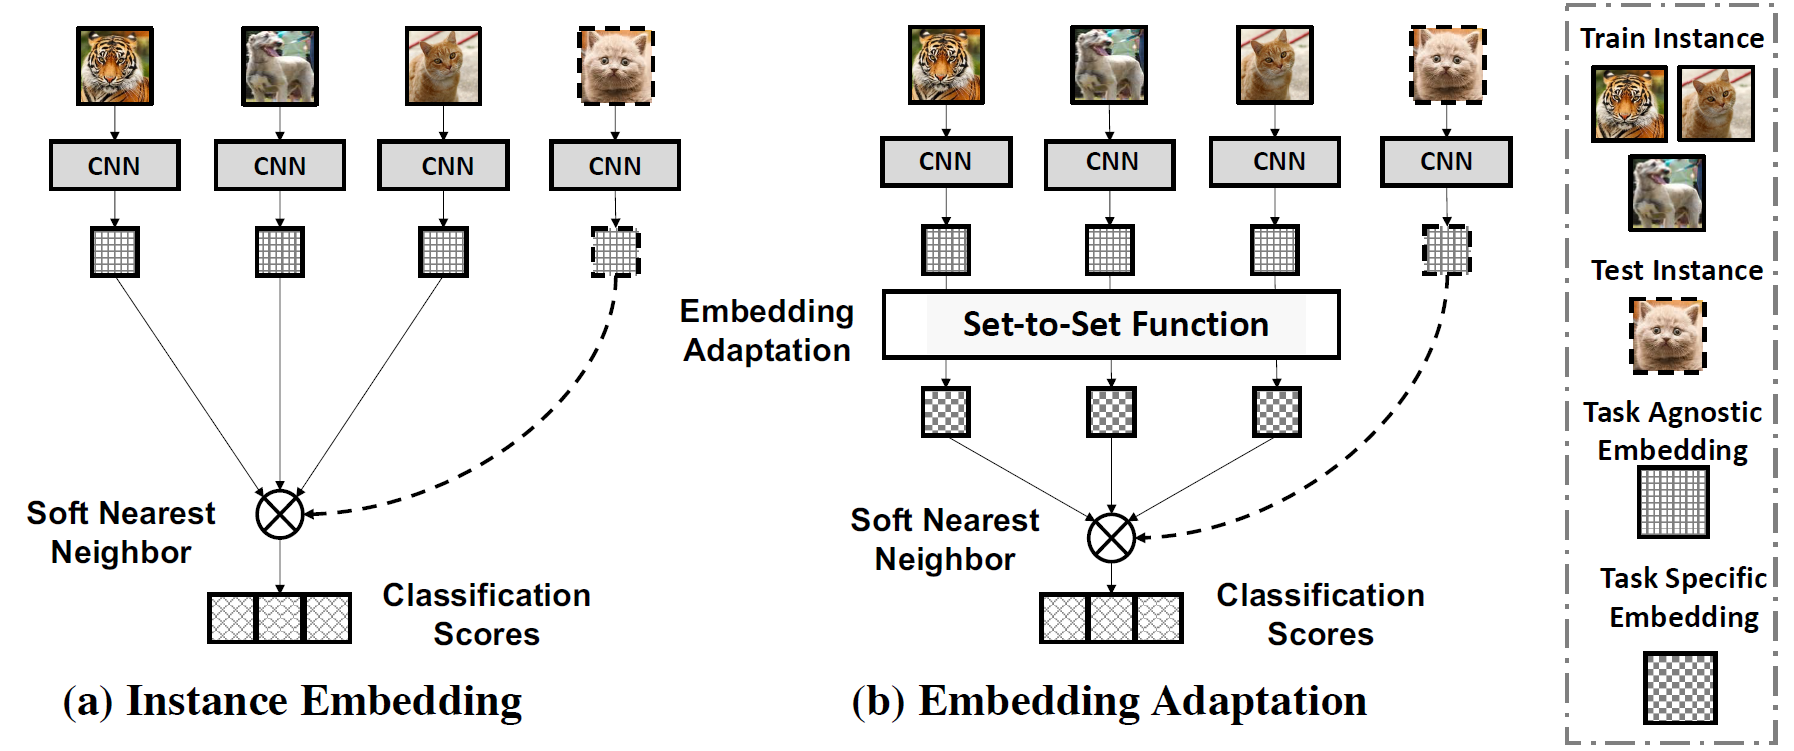 CNN
CNN
CNN
CNN
Soft Nearest
Neighbor
Classification
Scores
(a) Instance Embedding
CNN
CNN
CNN
CNN
Embedding
Adaptation
Set-to-Set Function
Soft Nearest
Neighbor
Classification
Scores
(b) Embedding Adaptation
Train Instance
Test Instance
Task Agnostic
Embedding
Task Specific
Embedding